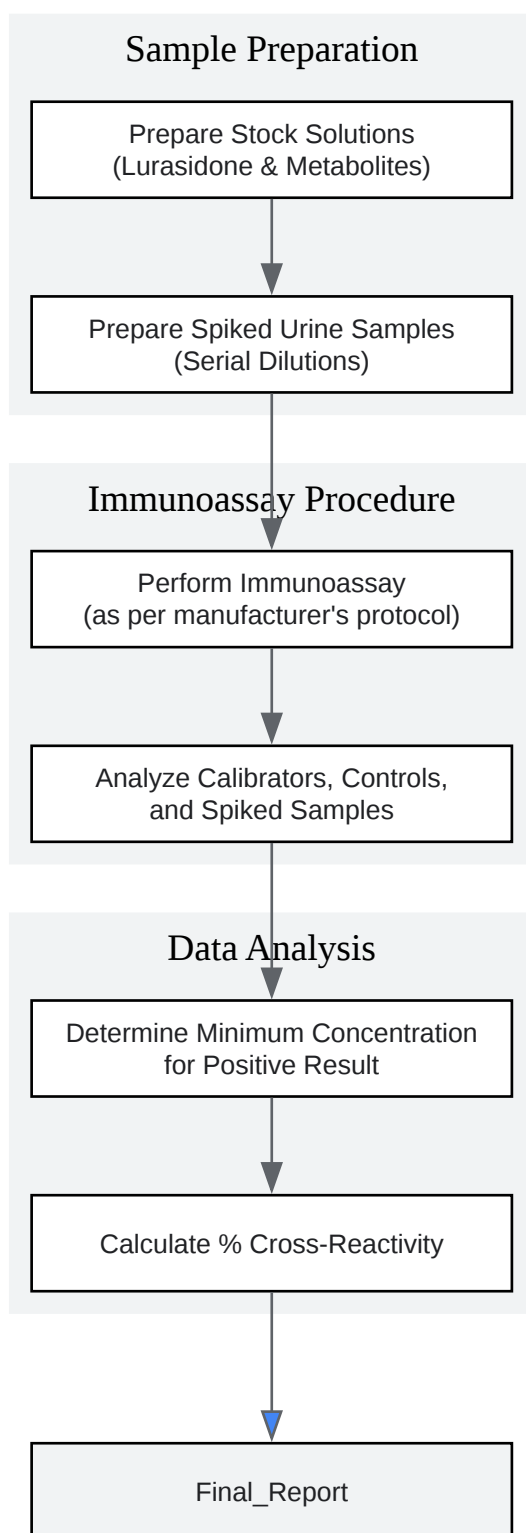 Sample Preparation
Prepare Stock Solutions
(Lurasidone & Metabolites)
Prepare Spiked Urine Samples
(Serial Dilutions)
Immunoassay Procedure
Perform Immunoassay
(as per manufacturer's protocol)
Analyze Calibrators, Controls,
and Spiked Samples
Data Analysis
Determine Minimum Concentration
for Positive Result
Calculate % Cross-Reactivity
Final_Report